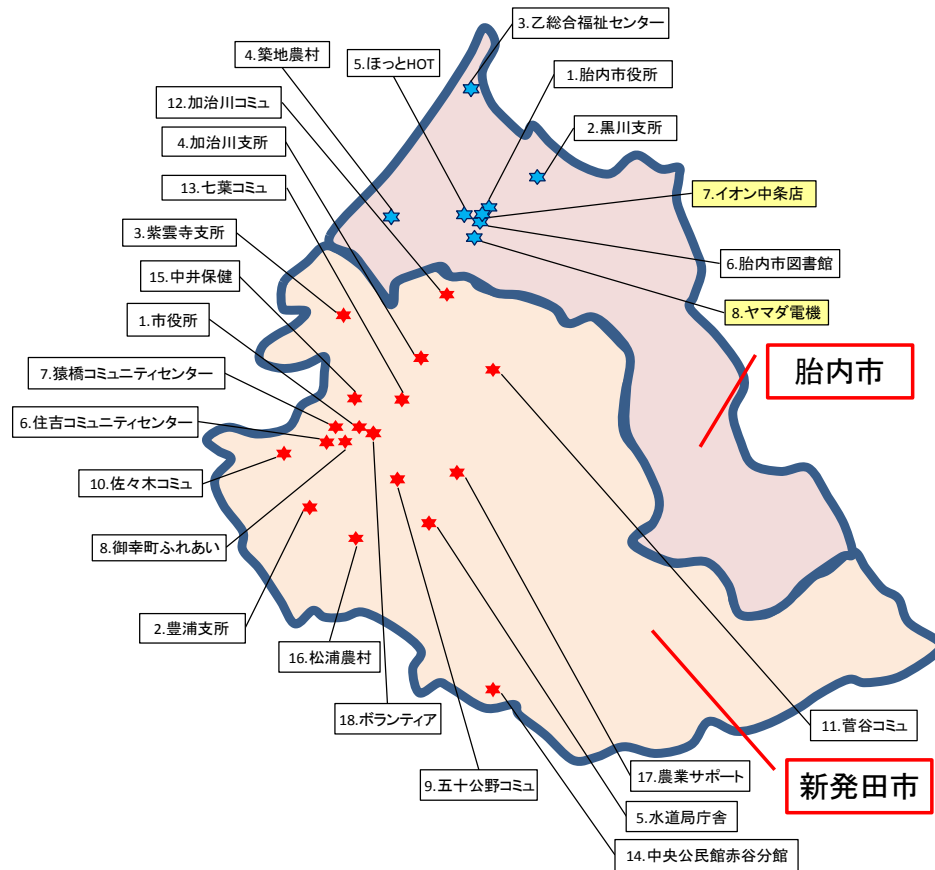 3.乙総合福祉センター
4.築地農村
5.ほっとHOT
1.胎内市役所
12.加治川コミュ
2.黒川支所
4.加治川支所
13.七葉コミュ
7.イオン中条店
3.紫雲寺支所
6.胎内市図書館
15.中井保健
8.ヤマダ電機
1.市役所
胎内市
7.猿橋コミュニティセンター
6.住吉コミュニティセンター
10.佐々木コミュ
8.御幸町ふれあい
2.豊浦支所
16.松浦農村
18.ボランティア
11.菅谷コミュ
9.五十公野コミュ
17.農業サポート
新発田市
5.水道局庁舎
14.中央公民館赤谷分館